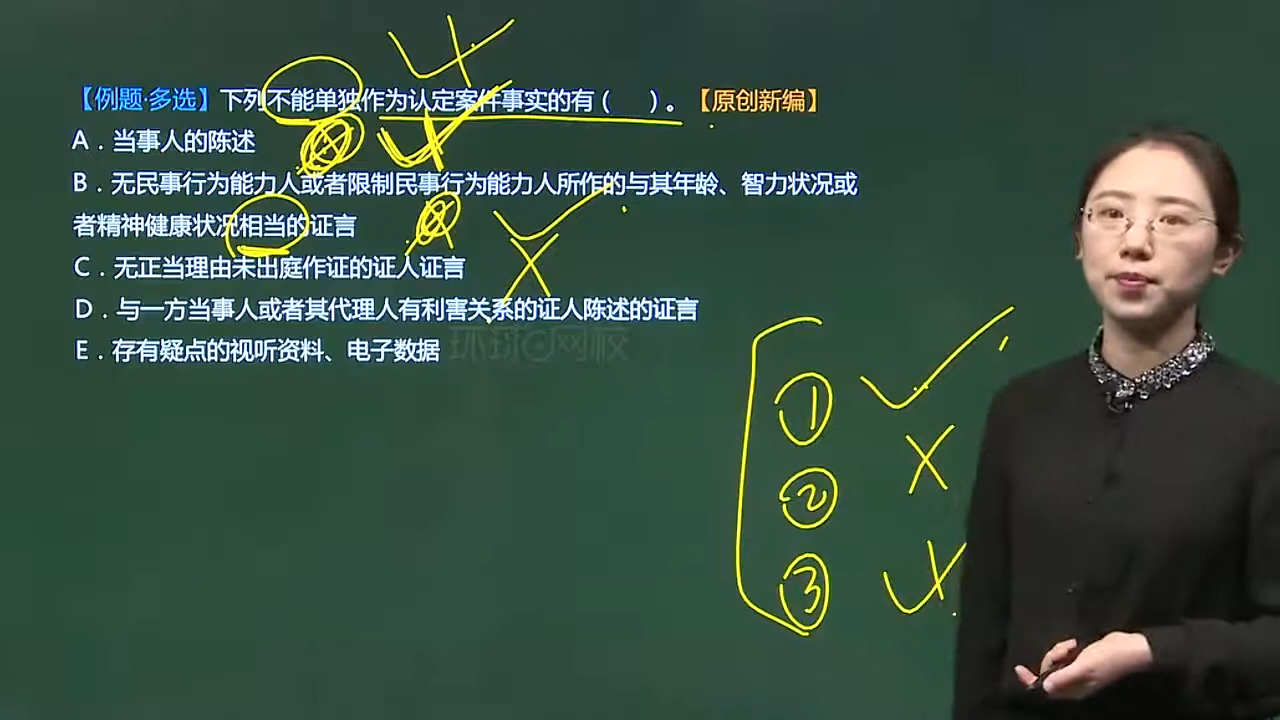 【例题·多选】下列不能单独作为认定案件事实的有（ ）。【原创新编】
A．当事人的陈述
B．无民事行为能力人或者限制民事行为能力人所作的与其年龄、智力状况或
者精神健康状况相当的证言
C．无正当理由未出庭作证的证人证言
D．与一方当事人或者其代理人有利害关系的证人陈述的证言
E．存有疑点的视听资料、电子数据
环球e网校
①
②
③